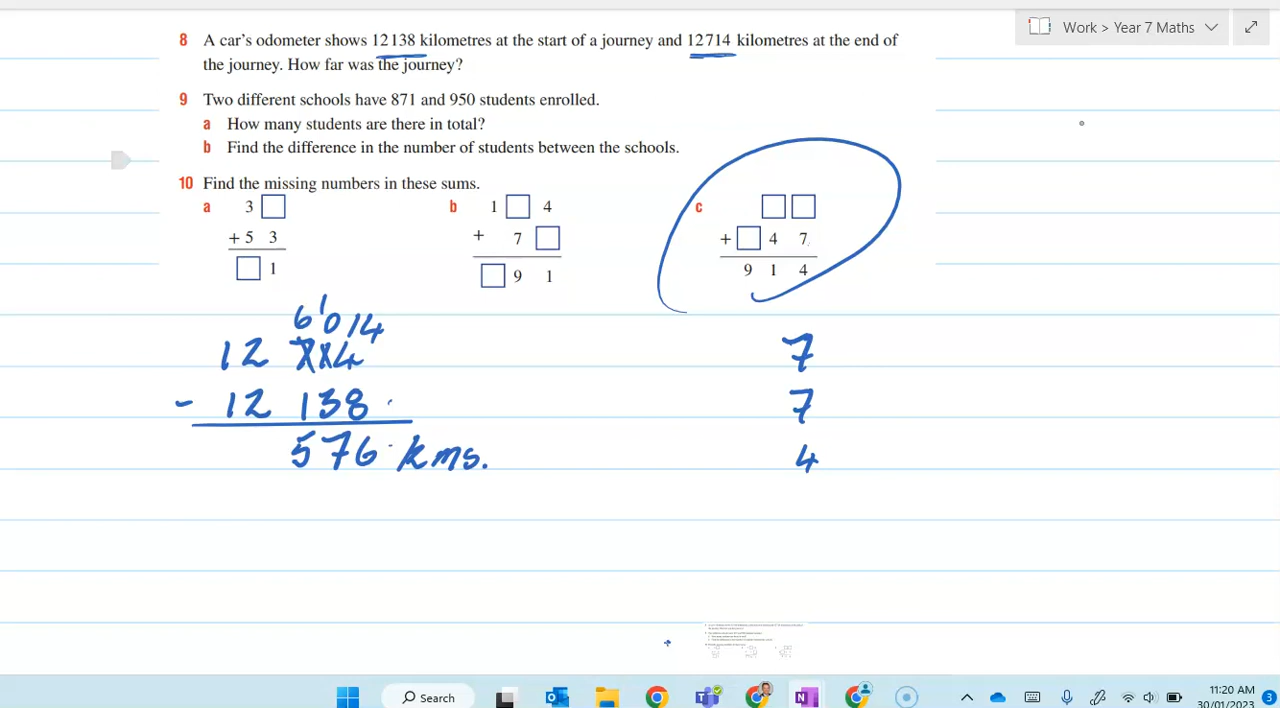 Work > Year 7 Maths
8 A car's odometer shows 12 138 kilometres at the start of a journey and 12 714 kilometres at the end of
the journey. How far was the journey?
9 Two different schools have 871 and 950 students enrolled.
a How many students are there in total?
b Find the difference in the number of students between the schools.
10 Find the missing numbers in these sums.
a 3 □
+ 5 3
□ 1
b 1 □ 4
+ 7 □
□ 9 1
c □ □
+ □ 4 7
9 1 4
6 1 0 14
12 714
- 12 138
576 kms.
7
7
4
Search
11:20 AM
30/01/2023
3